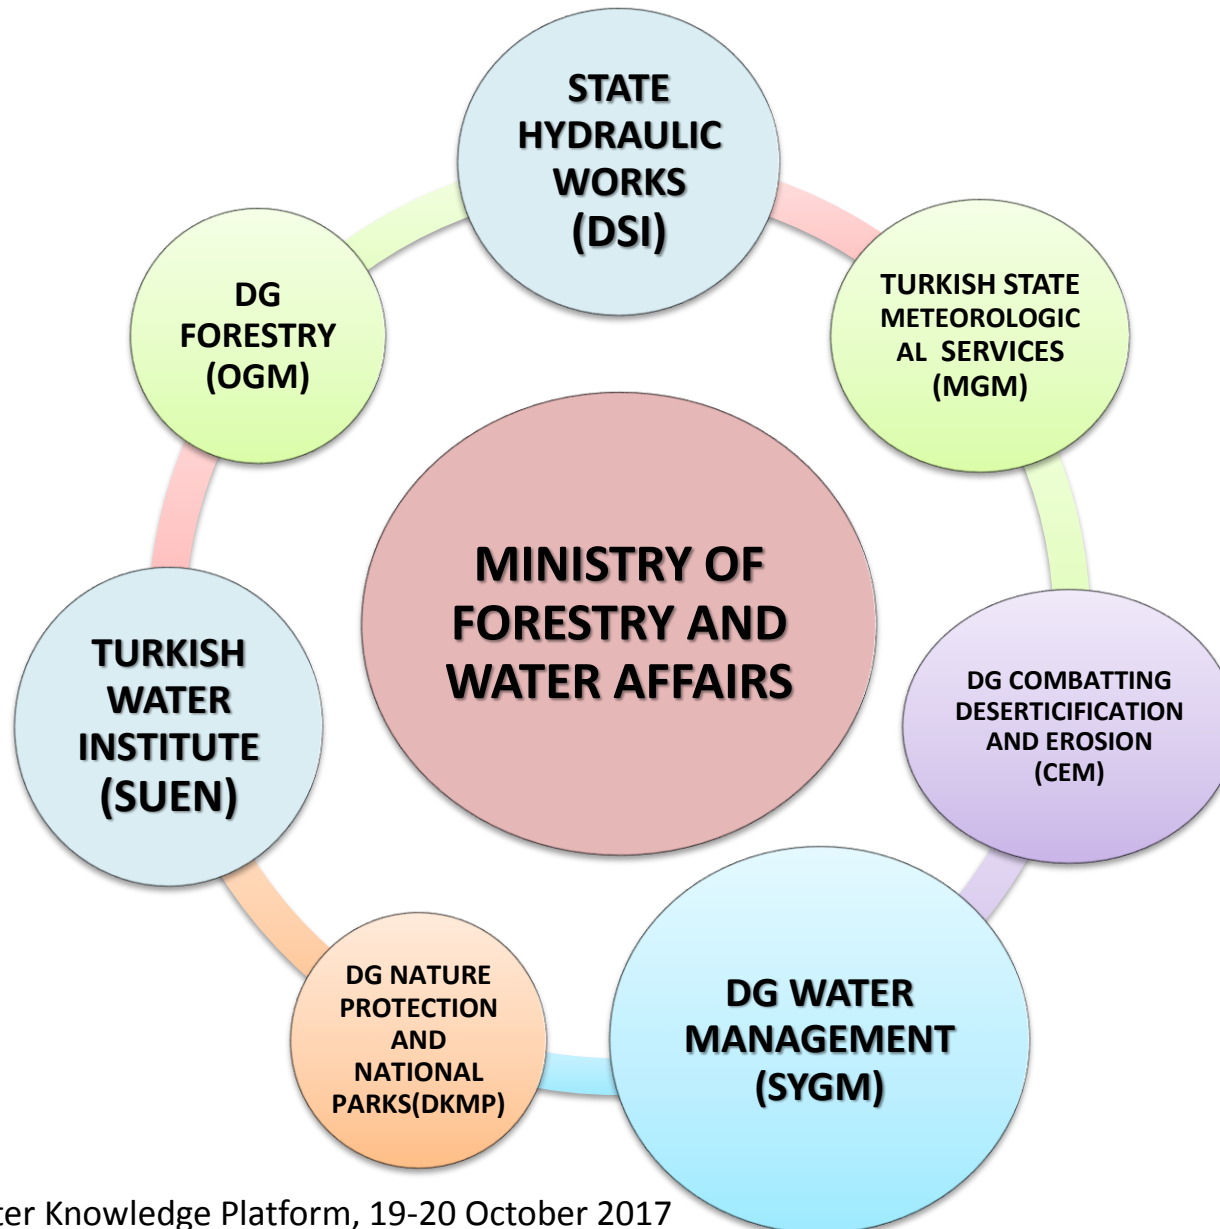 STATE
HYDRAULIC
WORKS
(DSI)
TURKISH STATE
METEOROLOGIC
AL SERVICES
(MGM)
DG COMBATTING
DESERTICIFICATION
AND EROSION
(CEM)
DG WATER
MANAGEMENT
(SYGM)
DG NATURE
PROTECTION
AND
NATIONAL
PARKS(DKMP)
TURKISH
WATER
INSTITUTE
(SUEN)
DG
FORESTRY
(OGM)
MINISTRY OF
FORESTRY AND
WATER AFFAIRS
Knowledge Platform, 19-20 October 2017